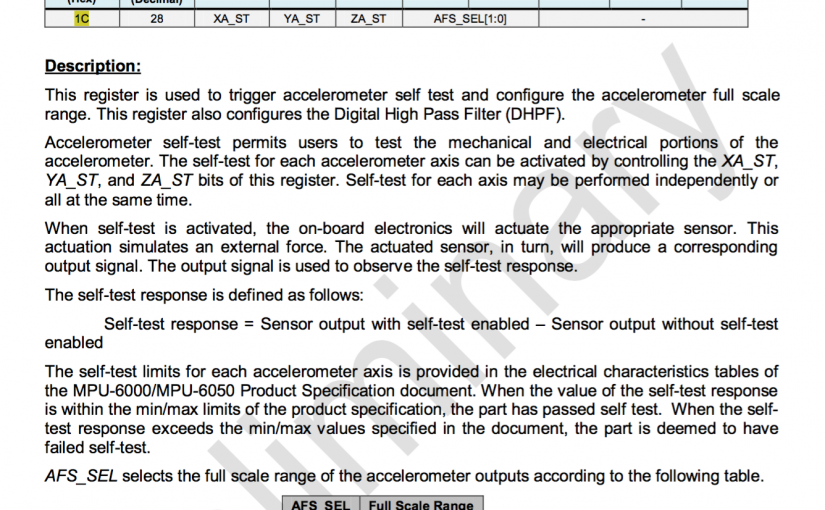 (Hex) (Decimal)
1C 28 XA_ST YA_ST ZA_ST AFS_SEL[1:0] -
Description:
This register is used to trigger accelerometer self test and configure the accelerometer full scale
range. This register also configures the Digital High Pass Filter (DHPF).
Accelerometer self-test permits users to test the mechanical and electrical portions of the
accelerometer. The self-test for each accelerometer axis can be activated by controlling the XA_ST,
YA_ST, and ZA_ST bits of this register. Self-test for each axis may be performed independently or
all at the same time.
When self-test is activated, the on-board electronics will actuate the appropriate sensor. This
actuation simulates an external force. The actuated sensor, in turn, will produce a corresponding
output signal. The output signal is used to observe the self-test response.
The self-test response is defined as follows:
Self-test response = Sensor output with self-test enabled – Sensor output without self-test
enabled
The self-test limits for each accelerometer axis is provided in the electrical characteristics tables of
the MPU-6000/MPU-6050 Product Specification document. When the value of the self-test response
is within the min/max limits of the product specification, the part has passed self test. When the self-
test response exceeds the min/max values specified in the document, the part is deemed to have
failed self-test.
AFS_SEL selects the full scale range of the accelerometer outputs according to the following table.
AFS_SEL Full Scale Range
liminary